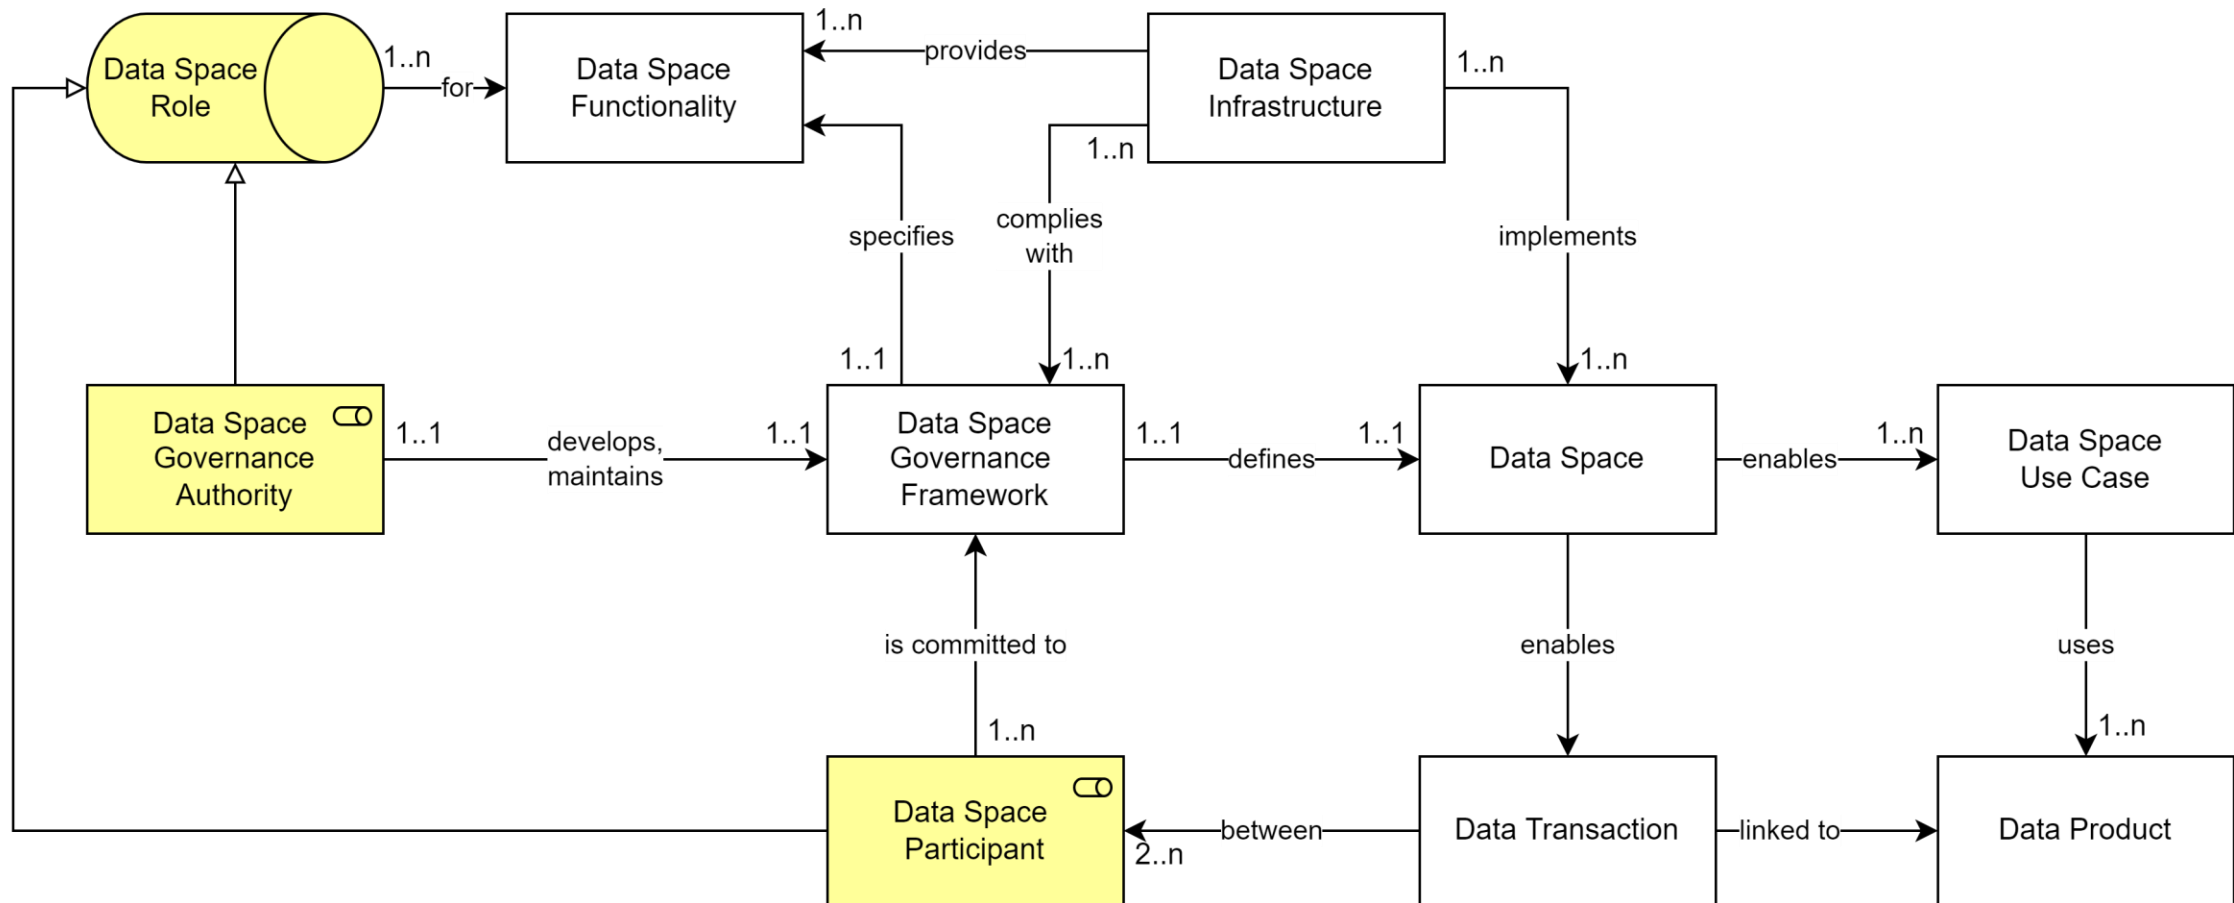 Data Space
Role
1..n
for
Data Space
Functionality
1..n
provides
Data Space
Infrastructure
1..n
1..n
specifies
complies
with
implements
1..1
1..n
1..n
Data Space
Governance
Authority
1..1
develops,
maintains
1..1
Data Space
Governance
Framework
1..1
defines
1..1
Data Space
enables
1..n
Data Space
Use Case
is committed to
enables
uses
1..n
1..n
Data Space
Participant
between
2..n
Data Transaction
linked to
Data Product